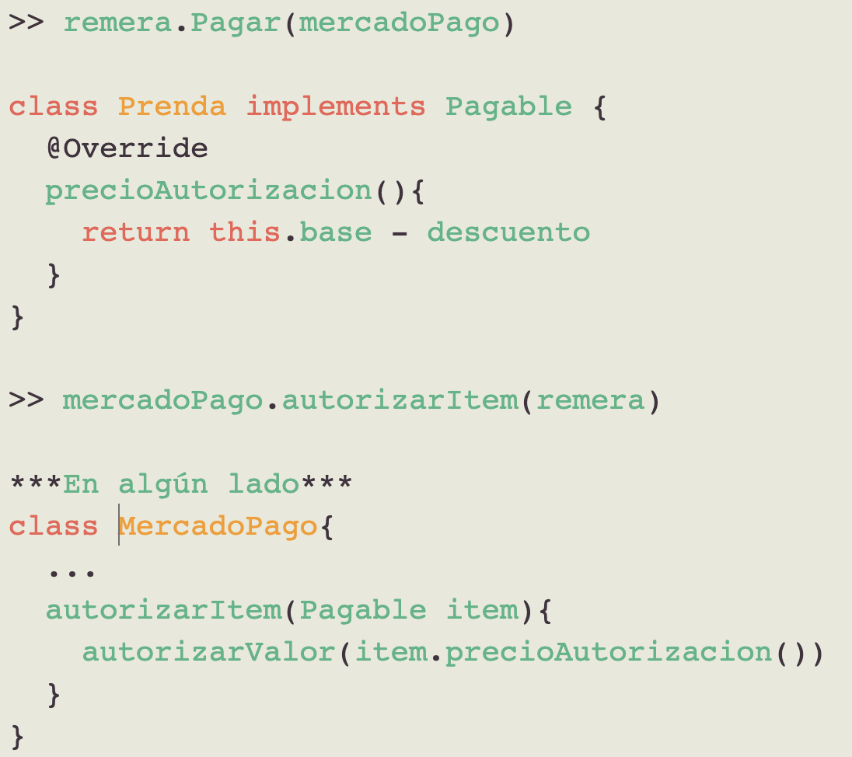 >> remera.Pagar(mercadoPago)
class Prenda implements Pagable {
@Override
precioAutorizacion(){
return this.base - descuento
}
}
>> mercadoPago.autorizarItem(remera)
***En algún lado***
class MercadoPago{
...
autorizarItem(Pagable item){
autorizarValor(item.precioAutorizacion())
}
}